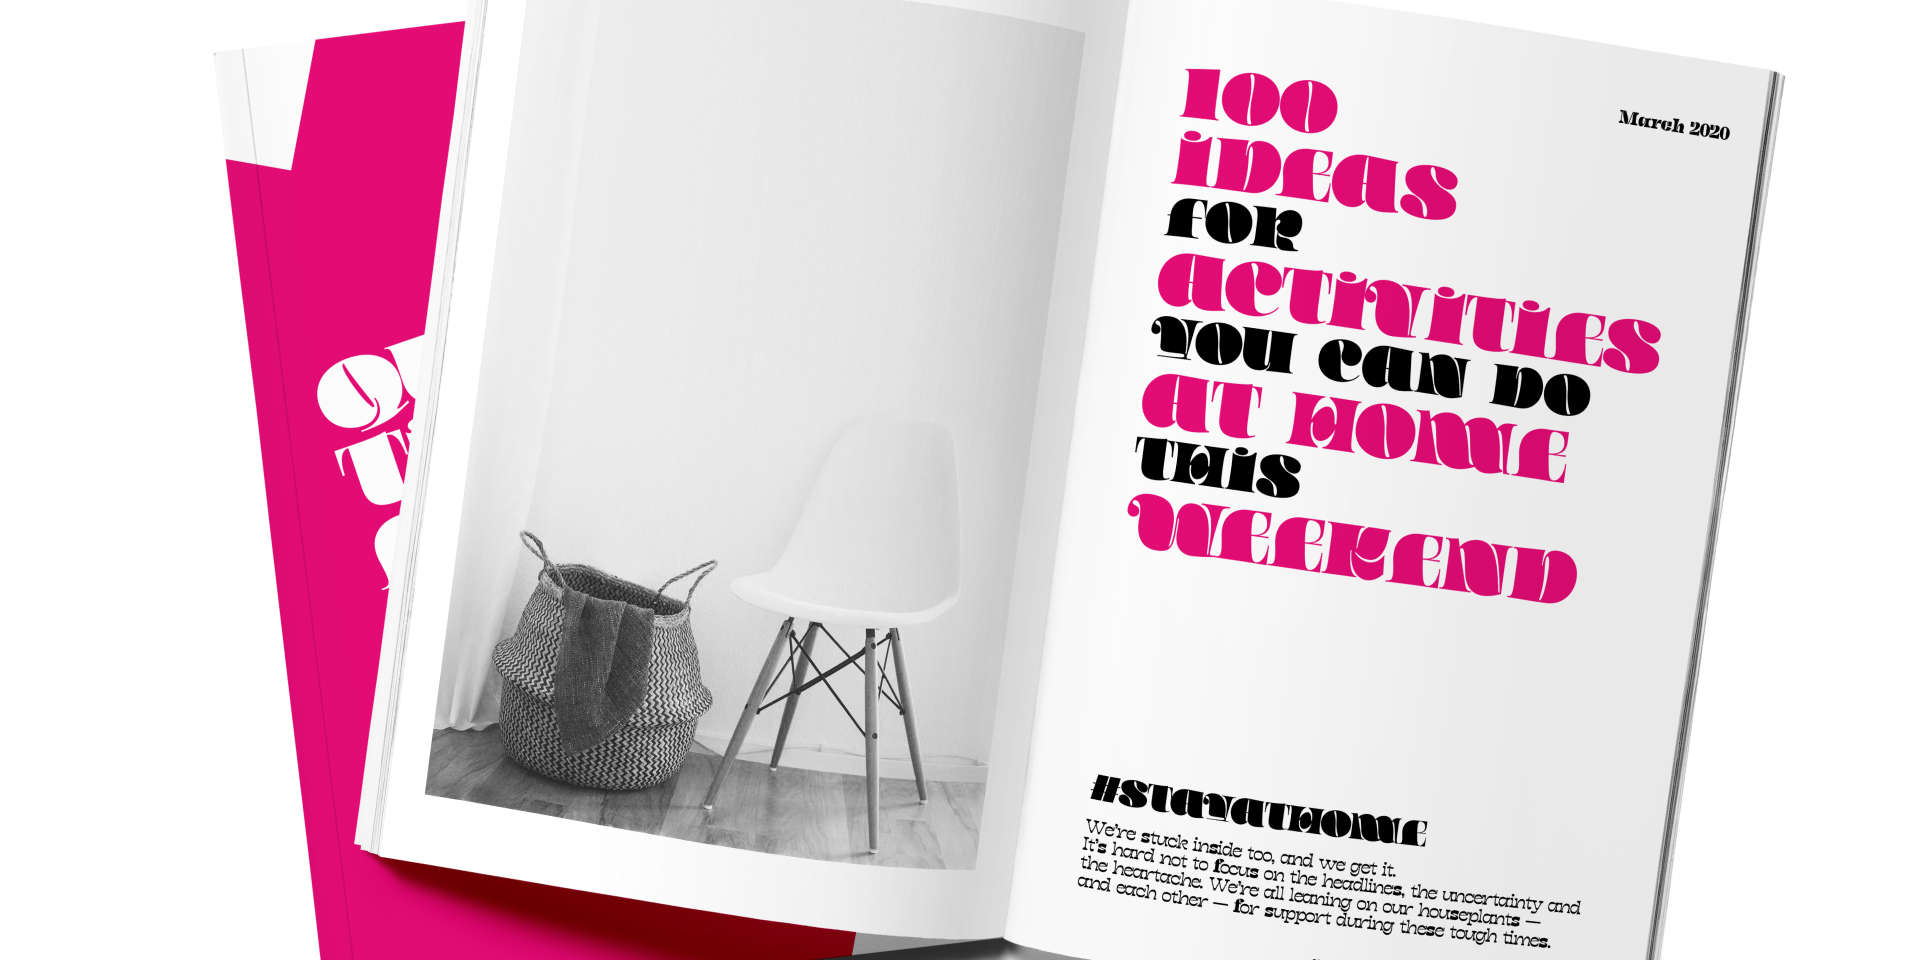 100
iDEAS
FOR
ACTiViTiES
YOU CAN DO
AT HOME
THiS
WEEKEND
March 2020
#STAYATHOME
We're stuck inside too, and we get it.
It's hard not to focus on the headlines, the uncertainty and
the heartache. We're all leaning on our houseplants —
and each other — for support during these tough times.